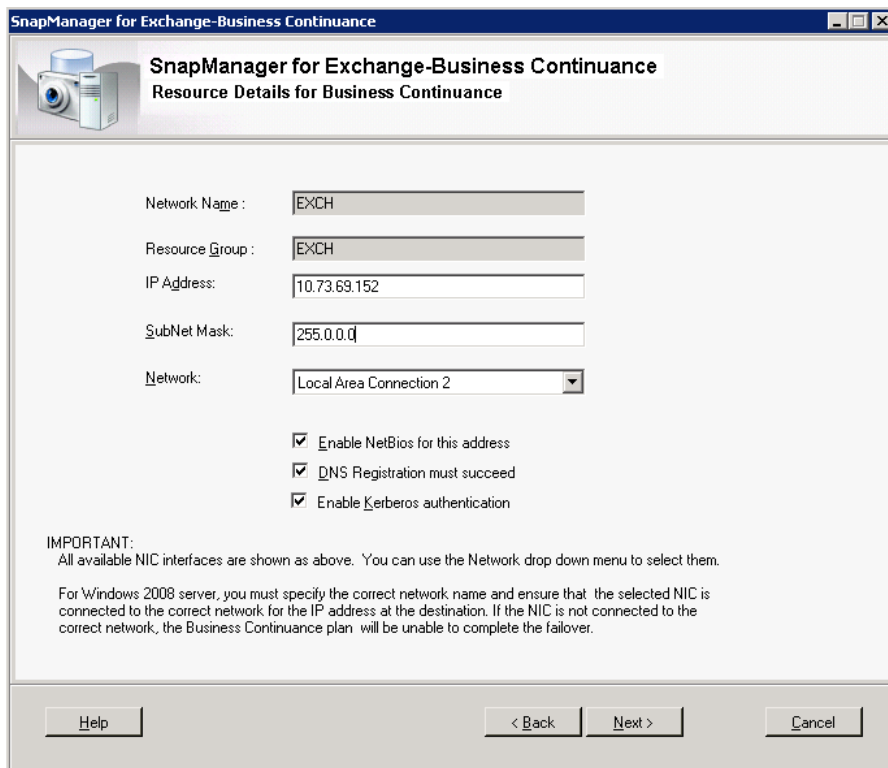 SnapManager for Exchange-Business Continuance
SnapManager for Exchange-Business Continuance
Resource Details for Business Continuance
Network Name : EXCH
Resource Group : EXCH
IP Address: 10.73.69.152
SubNet Mask: 255.0.0.0
Network: Local Area Connection 2
Enable NetBios for this address
DNS Registration must succeed
Enable Kerberos authentication
IMPORTANT:
All available NIC interfaces are shown as above. You can use the Network drop down menu to select them.
For Windows 2008 server, you must specify the correct network name and ensure that the selected NIC is
connected to the correct network for the IP address at the destination. If the NIC is not connected to the
correct network, the Business Continuance plan will be unable to complete the failover.
Help < Back Next > Cancel